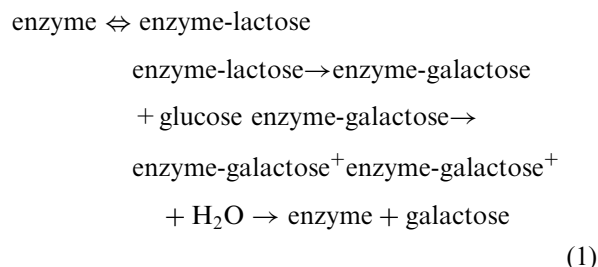 enzyme ⇔ enzyme-lactose
enzyme-lactose→enzyme-galactose
+ glucose enzyme-galactose→
enzyme-galactose⁺enzyme-galactose⁺
+ H₂O → enzyme + galactose
(1)